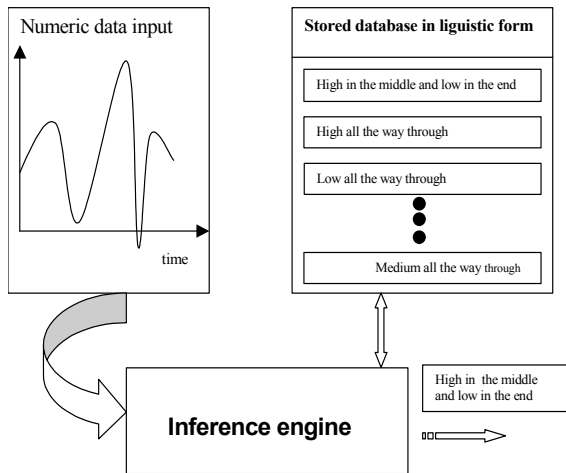 Numeric data input
time
Stored database in liguistic form
High in the middle and low in the end
High all the way through
Low all the way through
Medium all the way through
Inference engine
High in the middle
and low in the end